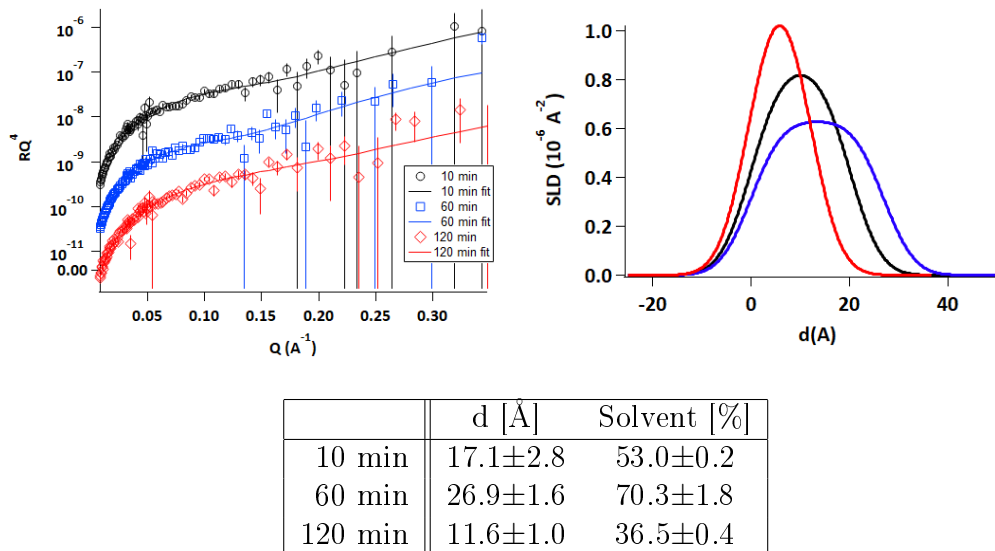 RQ⁴
10⁻⁶
10⁻⁷
10⁻⁸
10⁻⁹
10⁻¹⁰
10⁻¹¹
0.00
0.05 0.10 0.15 0.20 0.25 0.30
Q (A⁻¹)
10 min
10 min fit
60 min
60 min fit
120 min
120 min fit
SLD (10⁻⁶ A⁻²)
1.0
0.8
0.6
0.4
0.2
0.0
-20 0 20 40
d(A)
d [Å] Solvent [%]
10 min 17.1±2.8 53.0±0.2
60 min 26.9±1.6 70.3±1.8
120 min 11.6±1.0 36.5±0.4